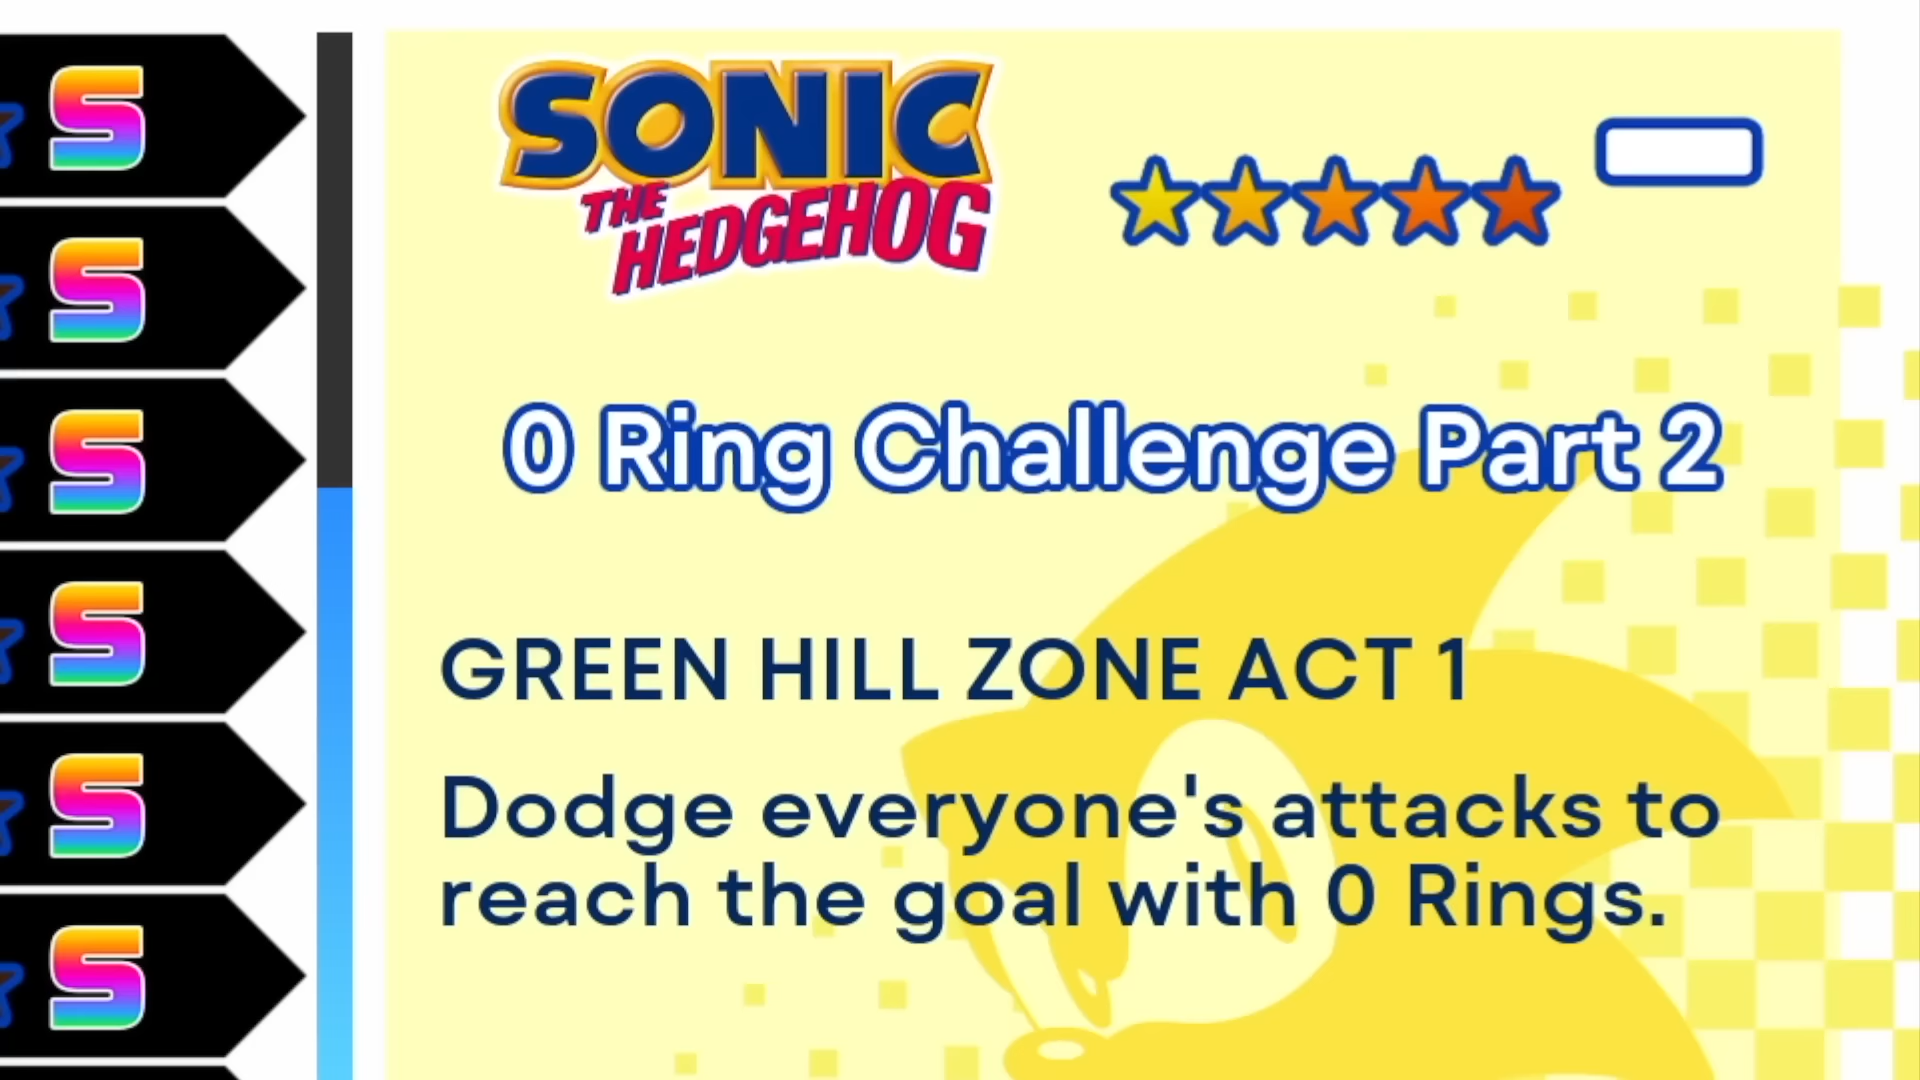 S
S
S
S
S
S
SONIC
THE
HEDGEHOG
0 Ring Challenge Part 2
GREEN HILL ZONE ACT 1
Dodge everyone's attacks to
reach the goal with 0 Rings.